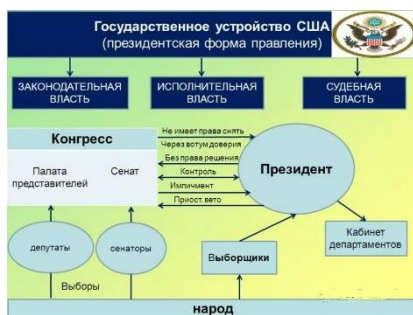 Государственное устройство США
(президентская форма правления)
ЗАКОНОДАТЕЛЬНАЯ
ВЛАСТЬ
ИСПОЛНИТЕЛЬНАЯ
ВЛАСТЬ
СУДЕБНАЯ
ВЛАСТЬ
Конгресс
Палата
представителей
Сенат
Не имеет права снять
Через вотум доверия
Без права решения
Контроль
Импичмент
Приост. вето
Президент
депутаты
сенаторы
Выборщики
Кабинет
департаментов
Выборы
народ